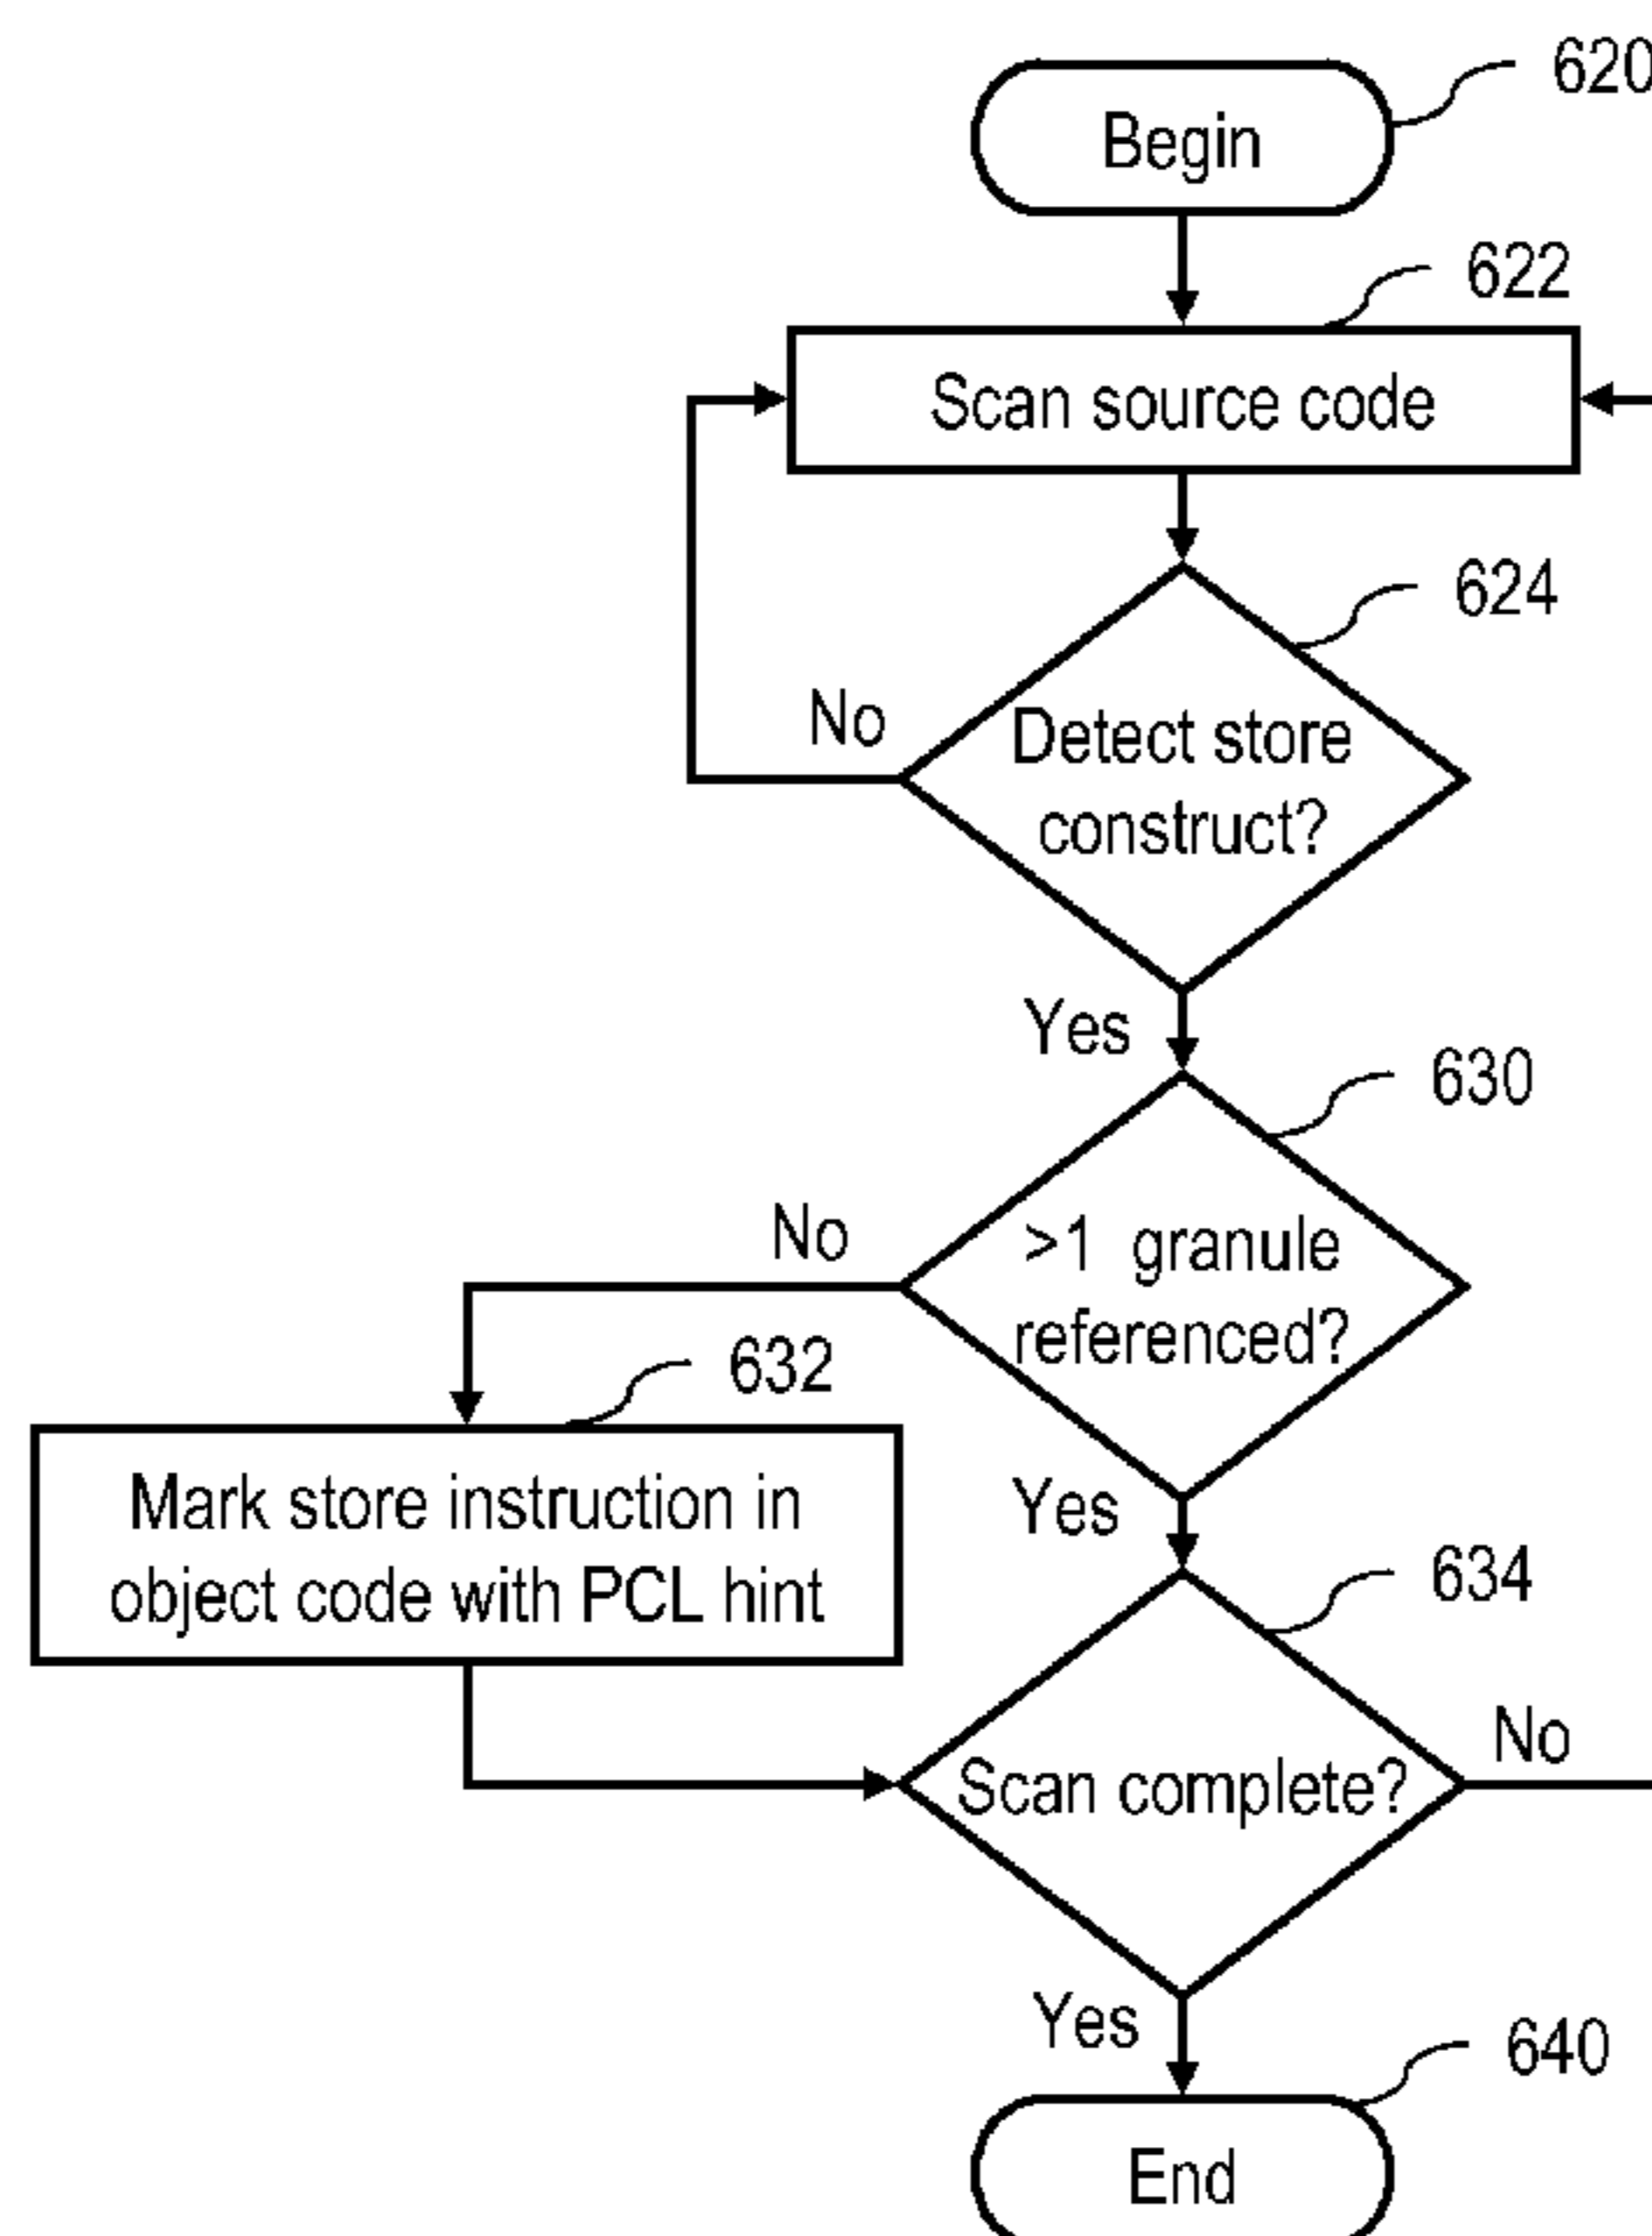 620
Begin
622
Scan source code
624
No
Detect store
construct?
Yes
630
No
>1 granule
referenced?
632
Mark store instruction in
object code with PCL hint
Yes
634
Scan complete?
No
Yes
640
End